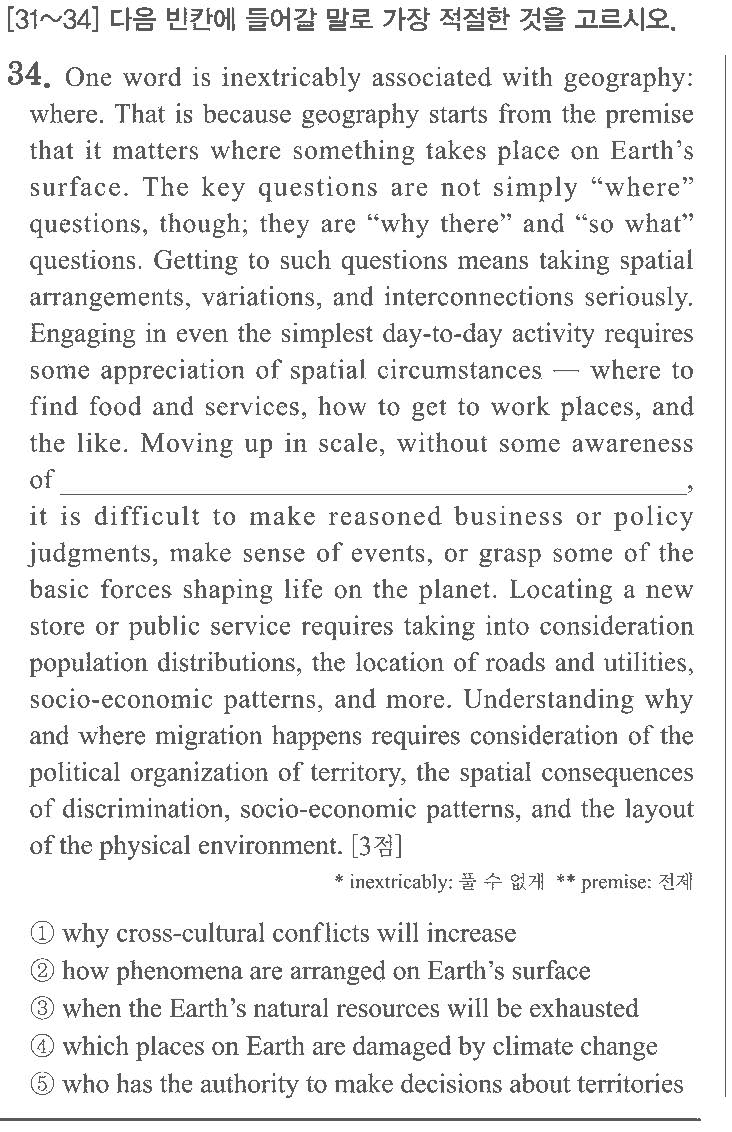 [31~34] 다음 빈칸에 들어갈 말로 가장 적절한 것을 고르시오.
34. One word is inextricably associated with geography:
where. That is because geography starts from the premise
that it matters where something takes place on Earth's
surface. The key questions are not simply “where”
questions, though; they are “why there” and “so what”
questions. Getting to such questions means taking spatial
arrangements, variations, and interconnections seriously.
Engaging in even the simplest day-to-day activity requires
some appreciation of spatial circumstances — where to
find food and services, how to get to work places, and
the like. Moving up in scale, without some awareness
of ______________________________,
it is difficult to make reasoned business or policy
judgments, make sense of events, or grasp some of the
basic forces shaping life on the planet. Locating a new
store or public service requires taking into consideration
population distributions, the location of roads and utilities,
socio-economic patterns, and more. Understanding why
and where migration happens requires consideration of the
political organization of territory, the spatial consequences
of discrimination, socio-economic patterns, and the layout
of the physical environment. [3점]
* inextricably: 풀 수 없게 ** premise: 전제
① why cross-cultural conflicts will increase
② how phenomena are arranged on Earth's surface
③ when the Earth's natural resources will be exhausted
④ which places on Earth are damaged by climate change
⑤ who has the authority to make decisions about territories